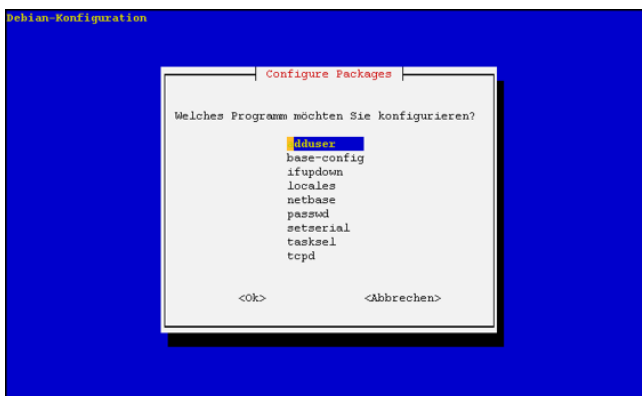 Debian-Konfiguration
Configure Packages
Welches Programm möchten Sie konfigurieren?
adduser
base-config
ifupdown
locales
netbase
passwd
setserial
tasksel
tcpd
<Ok> <Abbrechen>